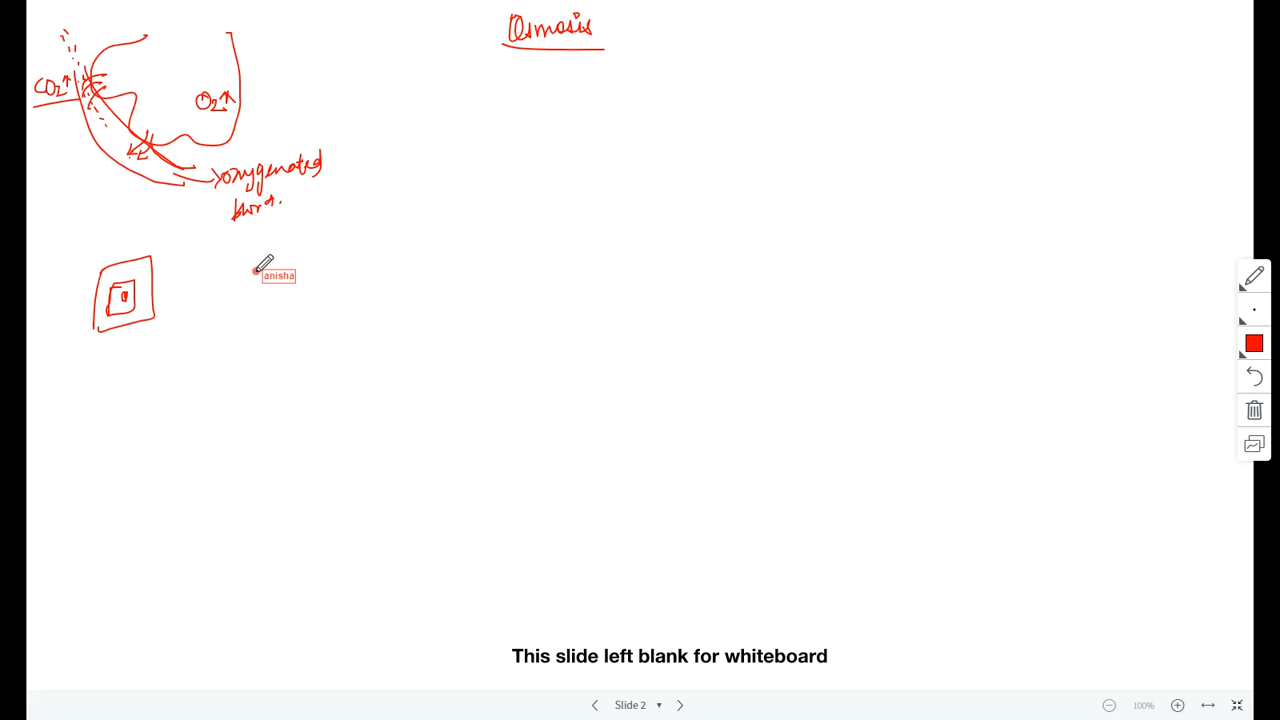 Osmosis
CO2↑
O2↑
oxygenated
anisha
This slide left blank for whiteboard
Slide 2
100%